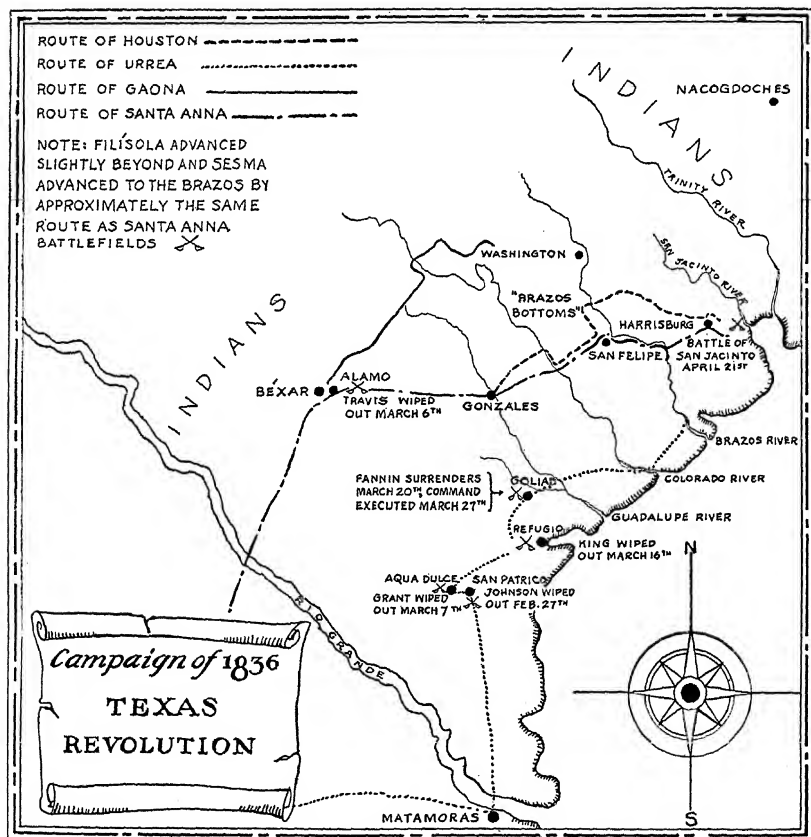 ROUTE OF HOUSTON
ROUTE OF URREA
ROUTE OF GAONA
ROUTE OF SANTA ANNA
NOTE: FILÍSOLA ADVANCED
SLIGHTLY BEYOND AND SESMA
ADVANCED TO THE BRAZOS BY
APPROXIMATELY THE SAME
ROUTE AS SANTA ANNA
BATTLEFIELDS
INDIANS
NACOGDOCHES
TRINITY RIVER
SAN JACINTO RIVER
WASHINGTON
"BRAZOS
BOTTOMS"
HARRISBURG
SAN FELIPE
BATTLE OF
SAN JACINTO
APRIL 21ST
INDIANS
BÉXAR
ALAMO
TRAVIS WIPED
OUT MARCH 6TH
GONZALES
BRAZOS RIVER
COLORADO RIVER
FANNIN SURRENDERS
MARCH 20TH, COMMAND
EXECUTED MARCH 27TH
GOLIAD
GUADALUPE RIVER
REFUGIO
KING WIPED
OUT MARCH 16TH
AQUA DULCE
GRANT WIPED
OUT MARCH 7TH
SAN PATRICO
JOHNSON WIPED
OUT FEB. 27TH
RIO GRANDE
Campaign of 1836
TEXAS
REVOLUTION
MATAMORAS
N
S